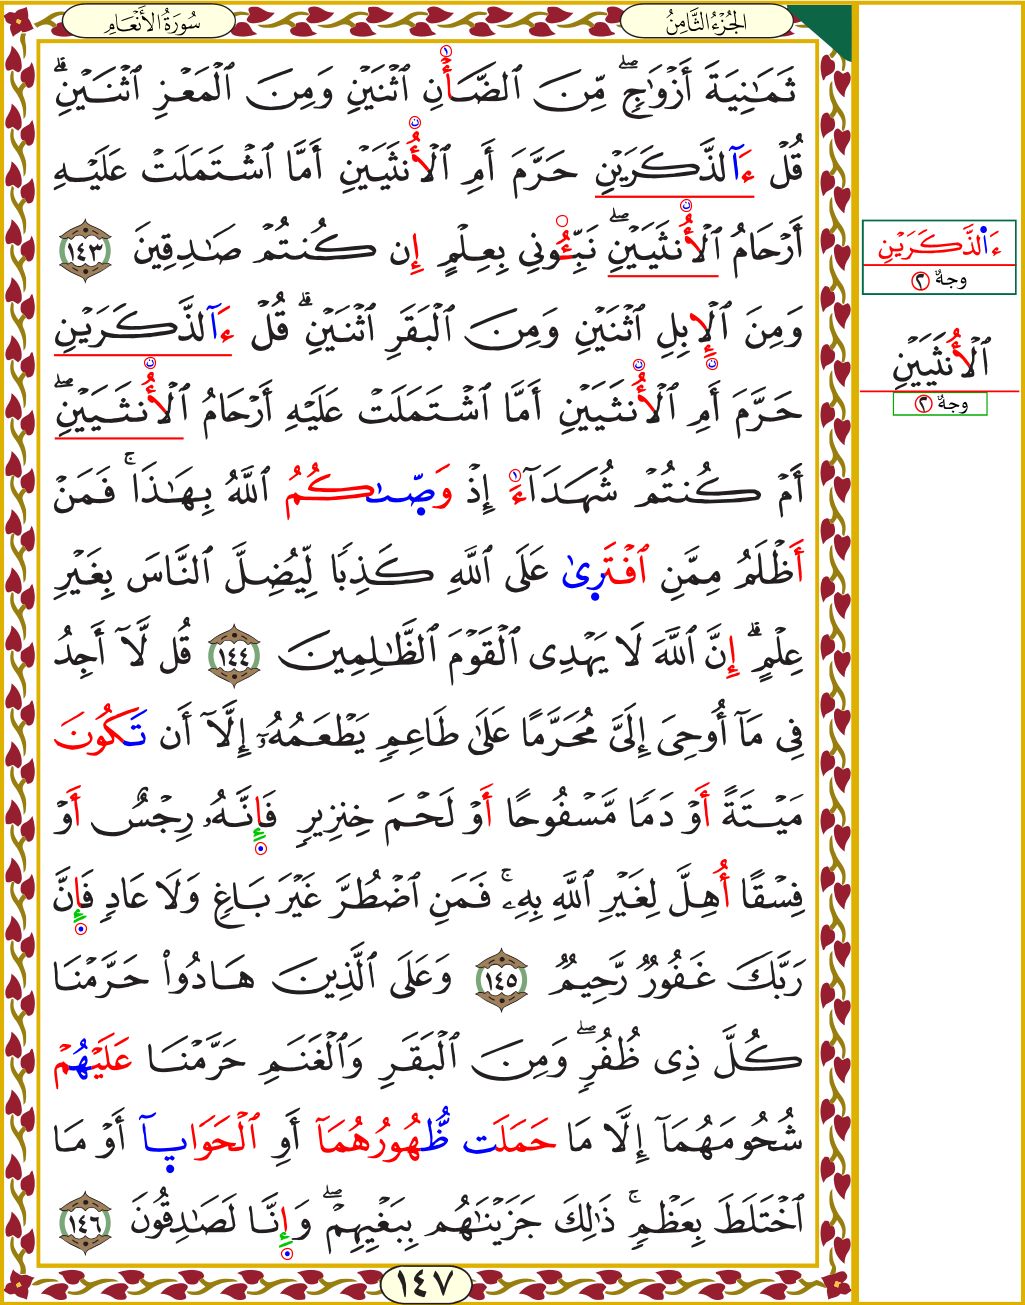 الجُزْءُ الثَّامِنُ
سُورَةُ الأَنْعَامِ
ثَمَٰنِيَةَ أَزْوَٰجٖۖ مِّنَ ٱلضَّأۡنِ ٱثۡنَيۡنِ وَمِنَ ٱلۡمَعۡزِ ٱثۡنَيۡنِۗ
قُلۡ ءَآلذَّكَرَيۡنِ حَرَّمَ أَمِ ٱلۡأُنثَيَيۡنِ أَمَّا ٱشۡتَمَلَتۡ عَلَيۡهِ
أَرۡحَامُ ٱلۡأُنثَيَيۡنِۖ نَبِّـُٔونِي بِعِلۡمٍ إِن كُنتُمۡ صَٰدِقِينَ ١٤٣
وَمِنَ ٱلۡإِبِلِ ٱثۡنَيۡنِ وَمِنَ ٱلۡبَقَرِ ٱثۡنَيۡنِۗ قُلۡ ءَآلذَّكَرَيۡنِ
حَرَّمَ أَمِ ٱلۡأُنثَيَيۡنِ أَمَّا ٱشۡتَمَلَتۡ عَلَيۡهِ أَرۡحَامُ ٱلۡأُنثَيَيۡنِۖ
أَمۡ كُنتُمۡ شُهَدَآءَ إِذۡ وَصَّىٰكُمُ ٱللَّهُ بِهَٰذَاۚ فَمَنۡ
أَظۡلَمُ مِمَّنِ ٱفۡتَرَىٰ عَلَى ٱللَّهِ كَذِبٗا لِّيُضِلَّ ٱلنَّاسَ بِغَيۡرِ
عِلۡمٍۗ إِنَّ ٱللَّهَ لَا يَهۡدِي ٱلۡقَوۡمَ ٱلظَّٰلِمِينَ ١٤٤ قُل لَّآ أَجِدُ
فِي مَآ أُوحِيَ إِلَيَّ مُحَرَّمًا عَلَىٰ طَاعِمٖ يَطۡعَمُهُۥٓ إِلَّآ أَن تَكُونَ
مَيۡتَةً أَوۡ دَمٗا مَّسۡفُوحًا أَوۡ لَحۡمَ خِنزِيرٖ فَإِنَّهُۥ رِجۡسٌ أَوۡ
فِسۡقًا أُهِلَّ لِغَيۡرِ ٱللَّهِ بِهِۦۚ فَمَنِ ٱضۡطُرَّ غَيۡرَ بَاغٖ وَلَا عَادٖ فَإِنَّ
رَبَّكَ غَفُورٞ رَّحِيمٞ ١٤٥ وَعَلَى ٱلَّذِينَ هَادُواْ حَرَّمۡنَا
كُلَّ ذِي ظُفُرٖۖ وَمِنَ ٱلۡبَقَرِ وَٱلۡغَنَمِ حَرَّمۡنَا عَلَيۡهُمۡ
شُحُومَهُمَآ إِلَّا مَا حَمَلَت ظُّهُورُهُمَآ أَوِ ٱلۡحَوَايَآ أَوۡ مَا
ٱخۡتَلَطَ بِعَظۡمٖۚ ذَٰلِكَ جَزَيۡنَٰهُم بِبَغۡيِهِمۡۖ وَإِنَّا لَصَٰدِقُونَ ١٤٦
١٤٧
ءَاْلذَّكَرَيۡنِ
وجهٌ ٢
ٱلۡأُنثَيَيۡنِ
وجهٌ ٢